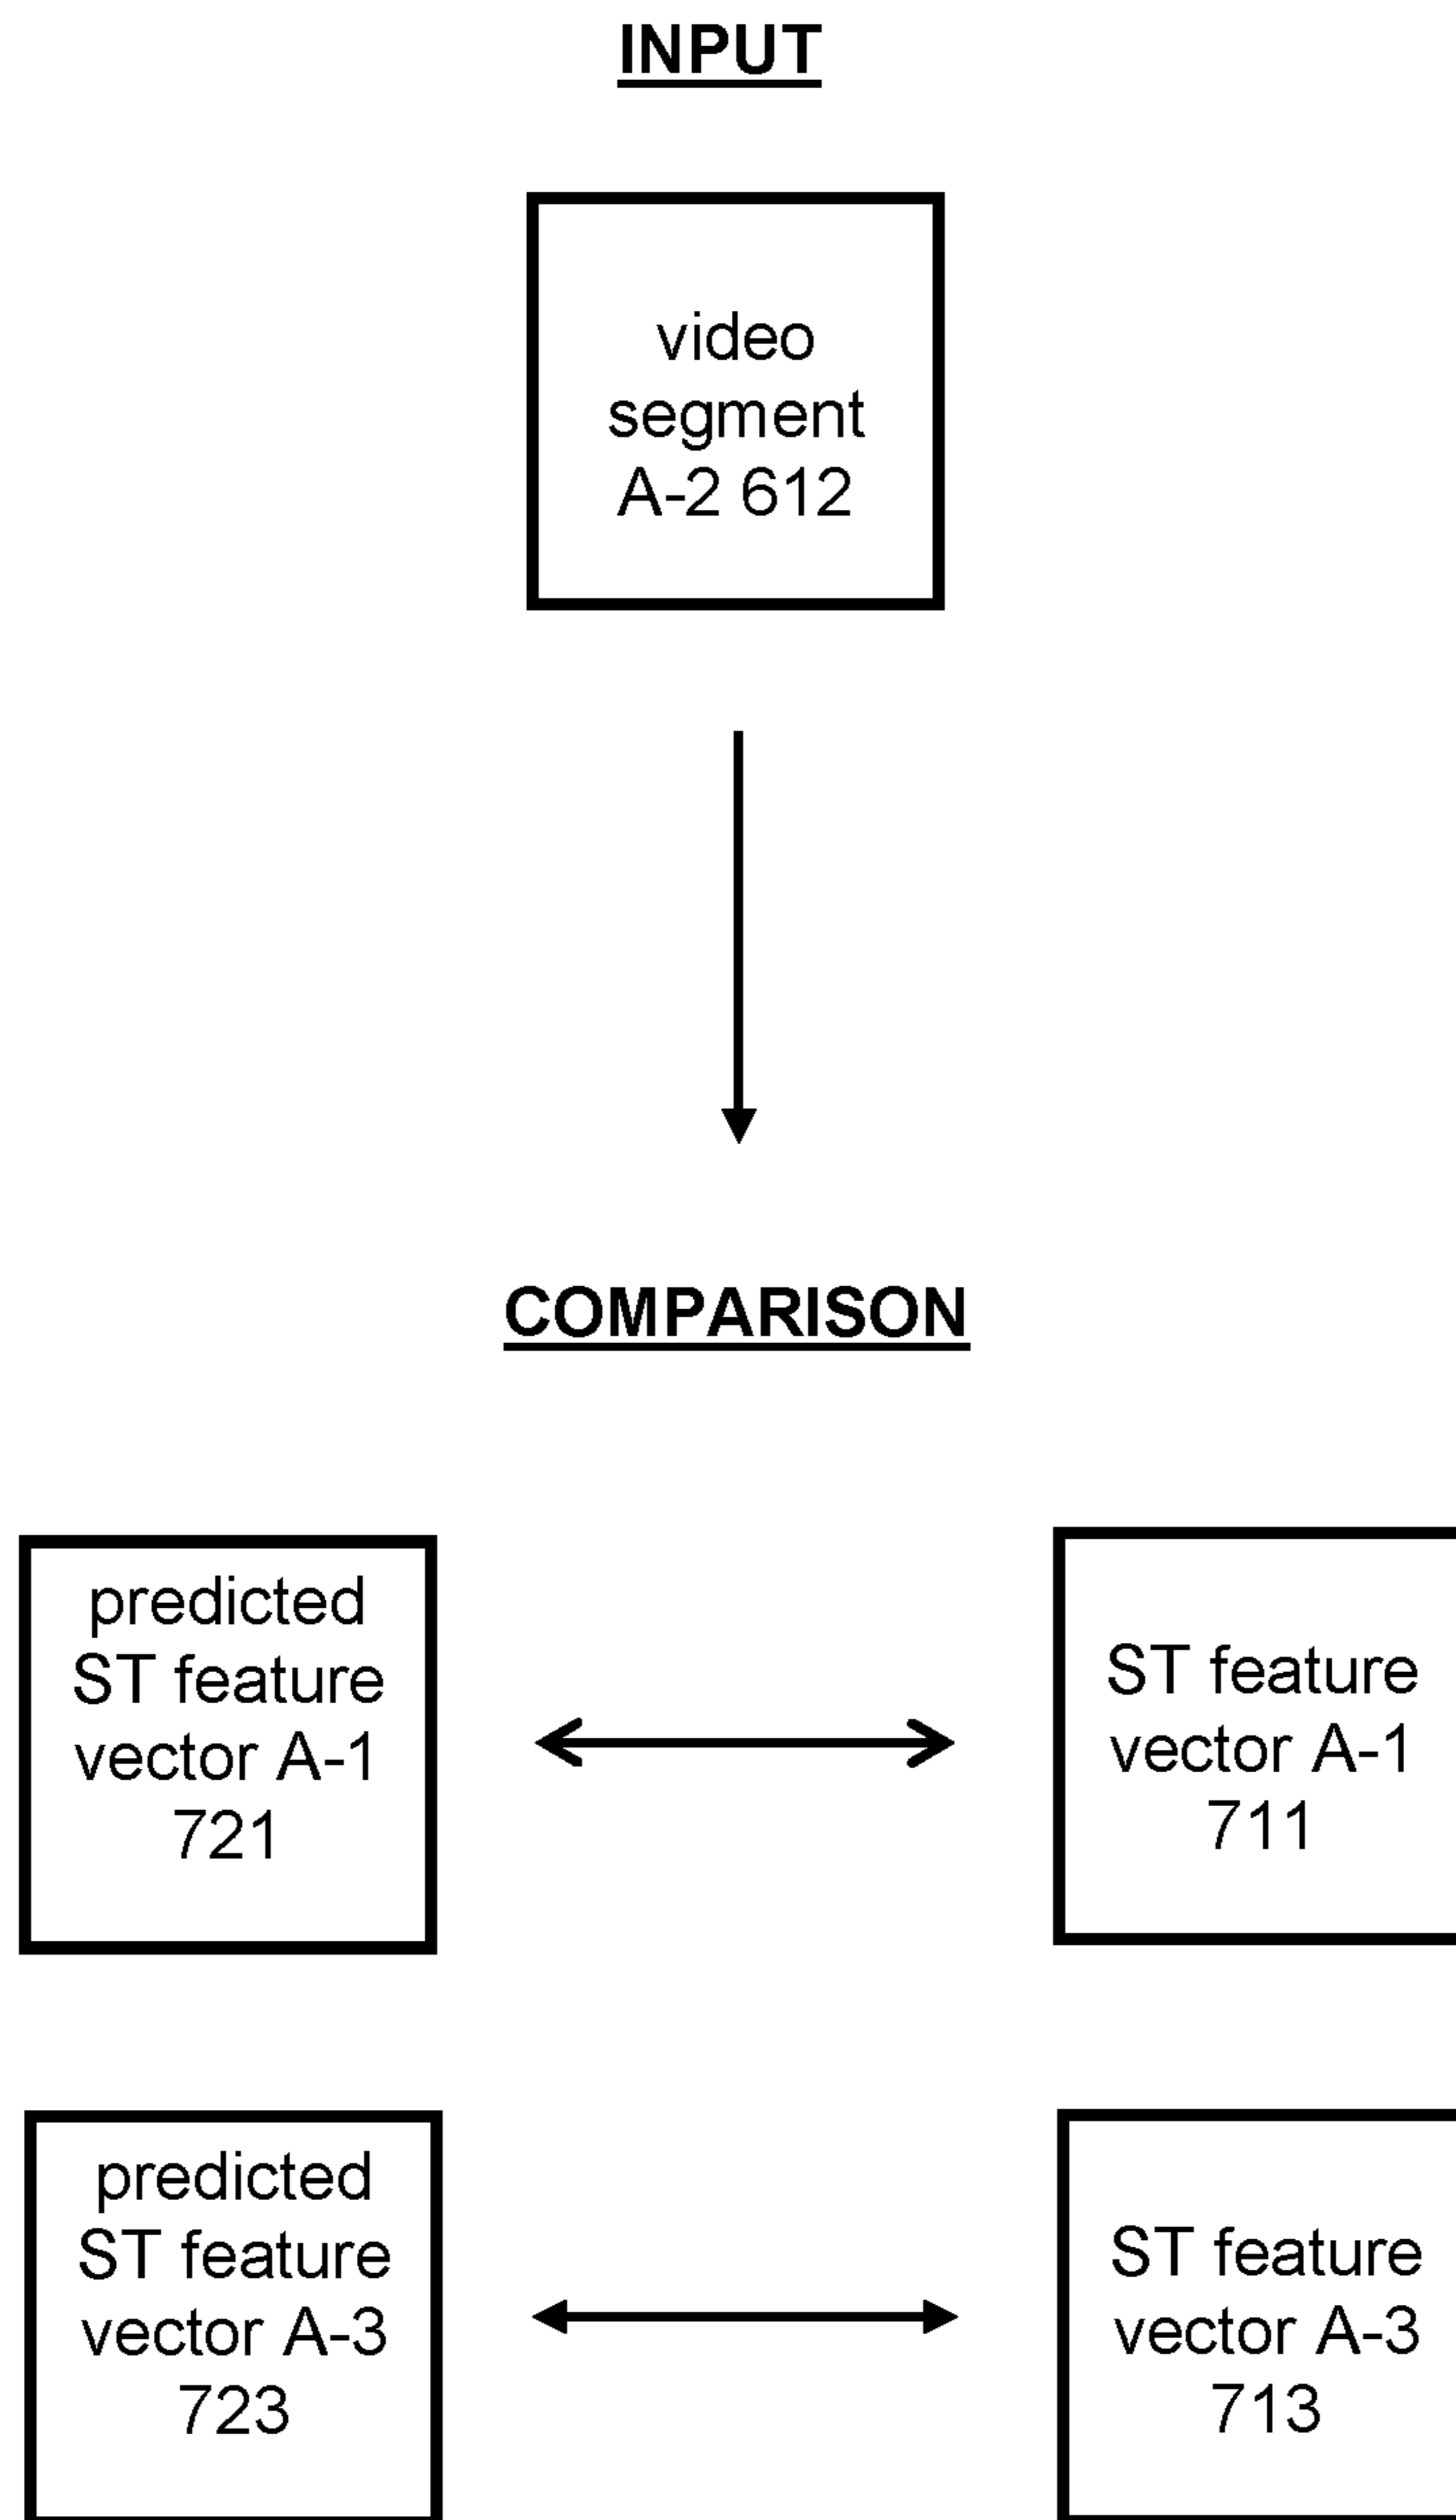 INPUT
video
segment
A-2 612
COMPARISON
predicted
ST feature
vector A-1
721
ST feature
vector A-1
711
predicted
ST feature
vector A-3
723
ST feature
vector A-3
713